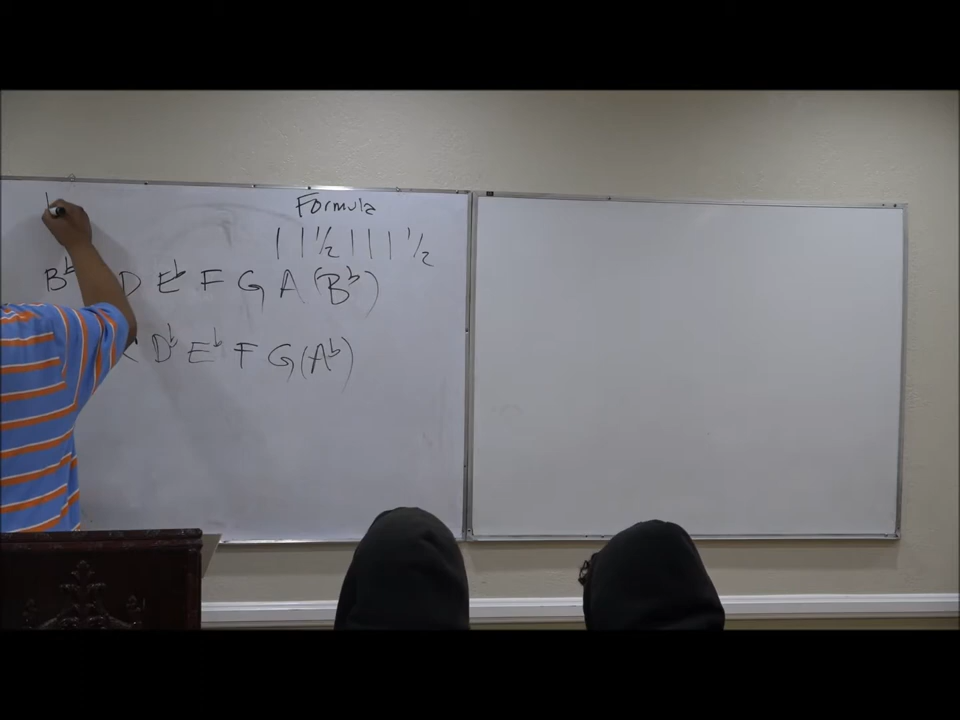 Formula
1 1 1/2 1 1 1 1/2
B♭ D E♭ F G A (B♭)
D♭ E♭ F G (A♭)